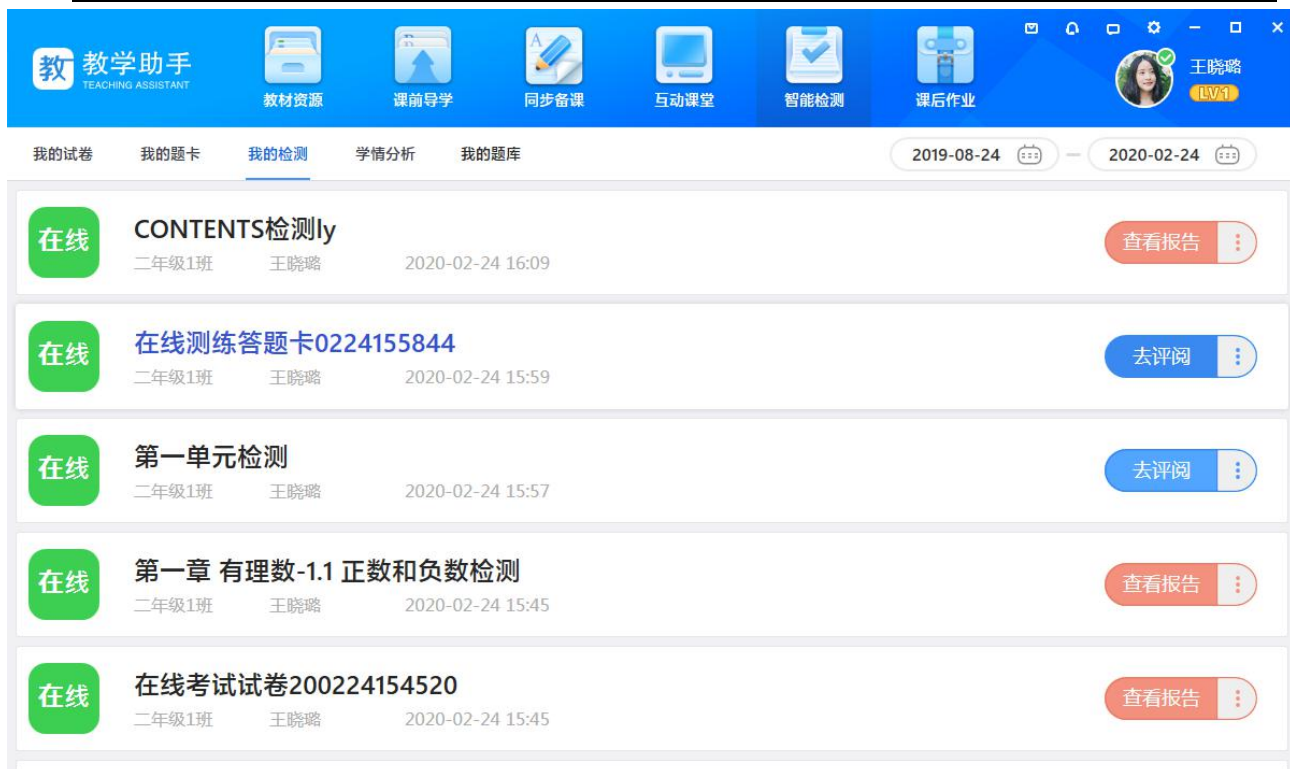 教 教学助手
TEACHING ASSISTANT
教材资源 课前导学 同步备课 互动课堂 智能检测 课后作业
王晓璐
LV1
我的试卷 我的题卡 我的检测 学情分析 我的题库 2019-08-24 — 2020-02-24
在线 CONTENTS检测ly 查看报告
二年级1班 王晓璐 2020-02-24 16:09
在线 在线测练答题卡0224155844 去评阅
二年级1班 王晓璐 2020-02-24 15:59
在线 第一单元检测 去评阅
二年级1班 王晓璐 2020-02-24 15:57
在线 第一章 有理数-1.1 正数和负数检测 查看报告
二年级1班 王晓璐 2020-02-24 15:45
在线 在线考试试卷200224154520 查看报告
二年级1班 王晓璐 2020-02-24 15:45